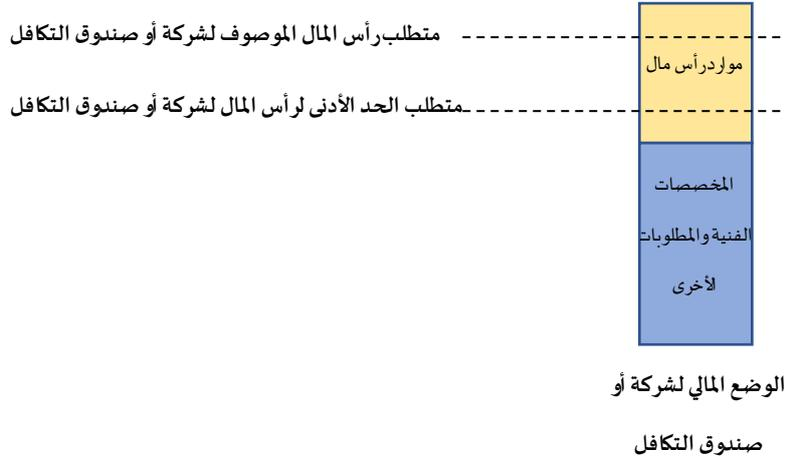 متطلب رأس المال الموصوف لشركة أو صندوق التكافل
موارد رأس مال
متطلب الحد الأدنى لرأس المال لشركة أو صندوق التكافل
المخصصات
الفنية والمطلوبات
الأخرى
الوضع المالي لشركة أو
صندوق التكافل